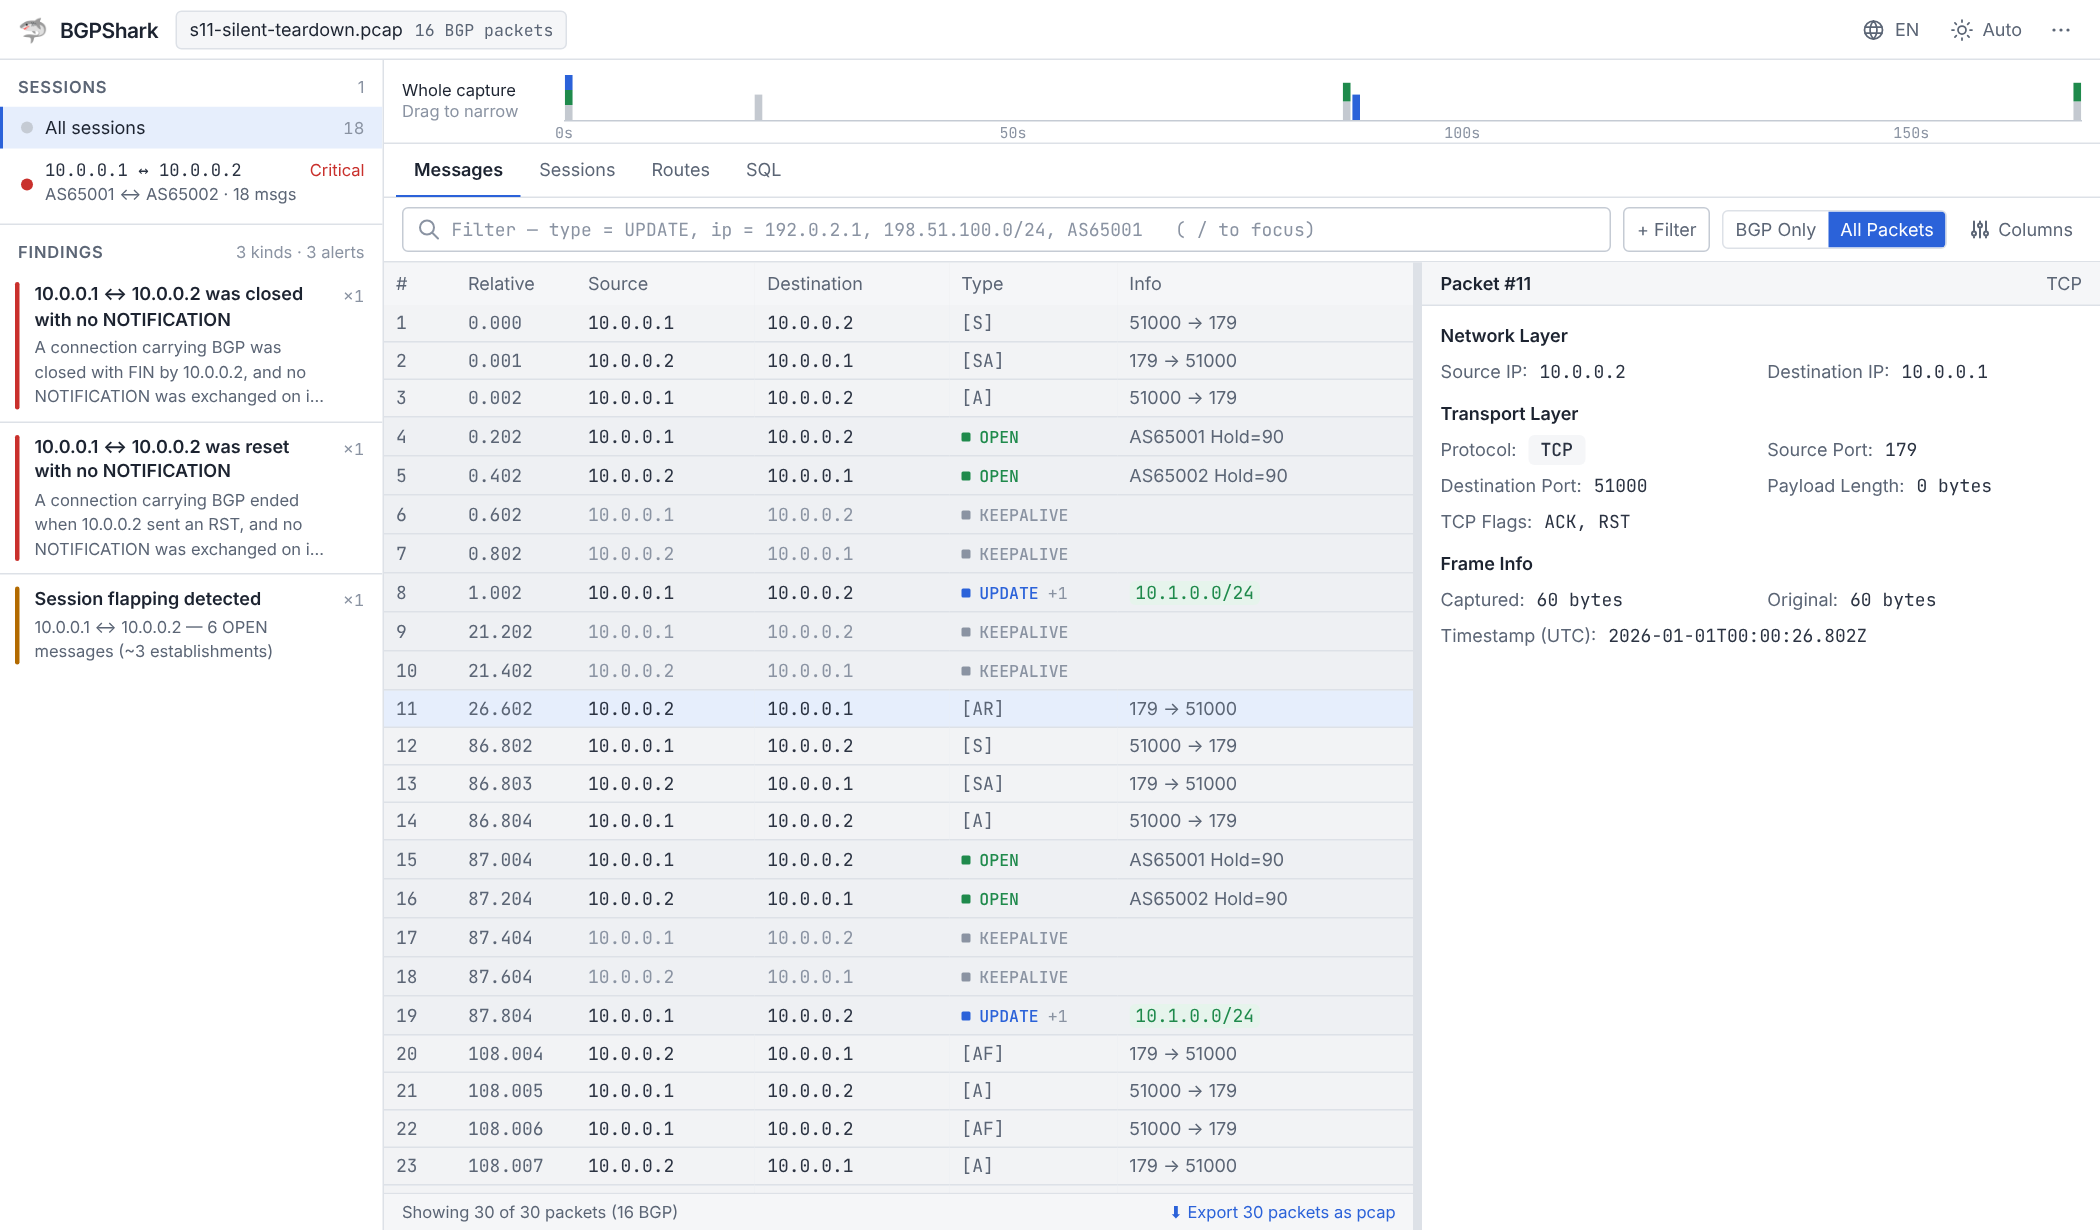 BGPShark
s11-silent-teardown.pcap 16 BGP packets
EN
Auto
SESSIONS 1
All sessions 18
10.0.0.1 ↔ 10.0.0.2 Critical
AS65001 ↔ AS65002 · 18 msgs
FINDINGS 3 kinds · 3 alerts
10.0.0.1 ↔ 10.0.0.2 was closed ×1
with no NOTIFICATION
A connection carrying BGP was
closed with FIN by 10.0.0.2, and no
NOTIFICATION was exchanged on i...
10.0.0.1 ↔ 10.0.0.2 was reset ×1
with no NOTIFICATION
A connection carrying BGP ended
when 10.0.0.2 sent an RST, and no
NOTIFICATION was exchanged on i...
Session flapping detected ×1
10.0.0.1 ↔ 10.0.0.2 — 6 OPEN
messages (~3 establishments)
Whole capture
Drag to narrow
0s 50s 100s 150s
Messages Sessions Routes SQL
Filter — type = UPDATE, ip = 192.0.2.1, 198.51.100.0/24, AS65001 ( / to focus)
+ Filter BGP Only All Packets Columns
# Relative Source Destination Type Info
1 0.000 10.0.0.1 10.0.0.2 [S] 51000 → 179
2 0.001 10.0.0.2 10.0.0.1 [SA] 179 → 51000
3 0.002 10.0.0.1 10.0.0.2 [A] 51000 → 179
4 0.202 10.0.0.1 10.0.0.2 OPEN AS65001 Hold=90
5 0.402 10.0.0.2 10.0.0.1 OPEN AS65002 Hold=90
6 0.602 10.0.0.1 10.0.0.2 KEEPALIVE
7 0.802 10.0.0.2 10.0.0.1 KEEPALIVE
8 1.002 10.0.0.1 10.0.0.2 UPDATE +1 10.1.0.0/24
9 21.202 10.0.0.1 10.0.0.2 KEEPALIVE
10 21.402 10.0.0.2 10.0.0.1 KEEPALIVE
11 26.602 10.0.0.2 10.0.0.1 [AR] 179 → 51000
12 86.802 10.0.0.1 10.0.0.2 [S] 51000 → 179
13 86.803 10.0.0.2 10.0.0.1 [SA] 179 → 51000
14 86.804 10.0.0.1 10.0.0.2 [A] 51000 → 179
15 87.004 10.0.0.1 10.0.0.2 OPEN AS65001 Hold=90
16 87.204 10.0.0.2 10.0.0.1 OPEN AS65002 Hold=90
17 87.404 10.0.0.1 10.0.0.2 KEEPALIVE
18 87.604 10.0.0.2 10.0.0.1 KEEPALIVE
19 87.804 10.0.0.1 10.0.0.2 UPDATE +1 10.1.0.0/24
20 108.004 10.0.0.2 10.0.0.1 [AF] 179 → 51000
21 108.005 10.0.0.1 10.0.0.2 [A] 51000 → 179
22 108.006 10.0.0.1 10.0.0.2 [AF] 51000 → 179
23 108.007 10.0.0.2 10.0.0.1 [A] 179 → 51000
Showing 30 of 30 packets (16 BGP) ⬇ Export 30 packets as pcap
Packet #11 TCP
Network Layer
Source IP: 10.0.0.2 Destination IP: 10.0.0.1
Transport Layer
Protocol: TCP Source Port: 179
Destination Port: 51000 Payload Length: 0 bytes
TCP Flags: ACK, RST
Frame Info
Captured: 60 bytes Original: 60 bytes
Timestamp (UTC): 2026-01-01T00:00:26.802Z